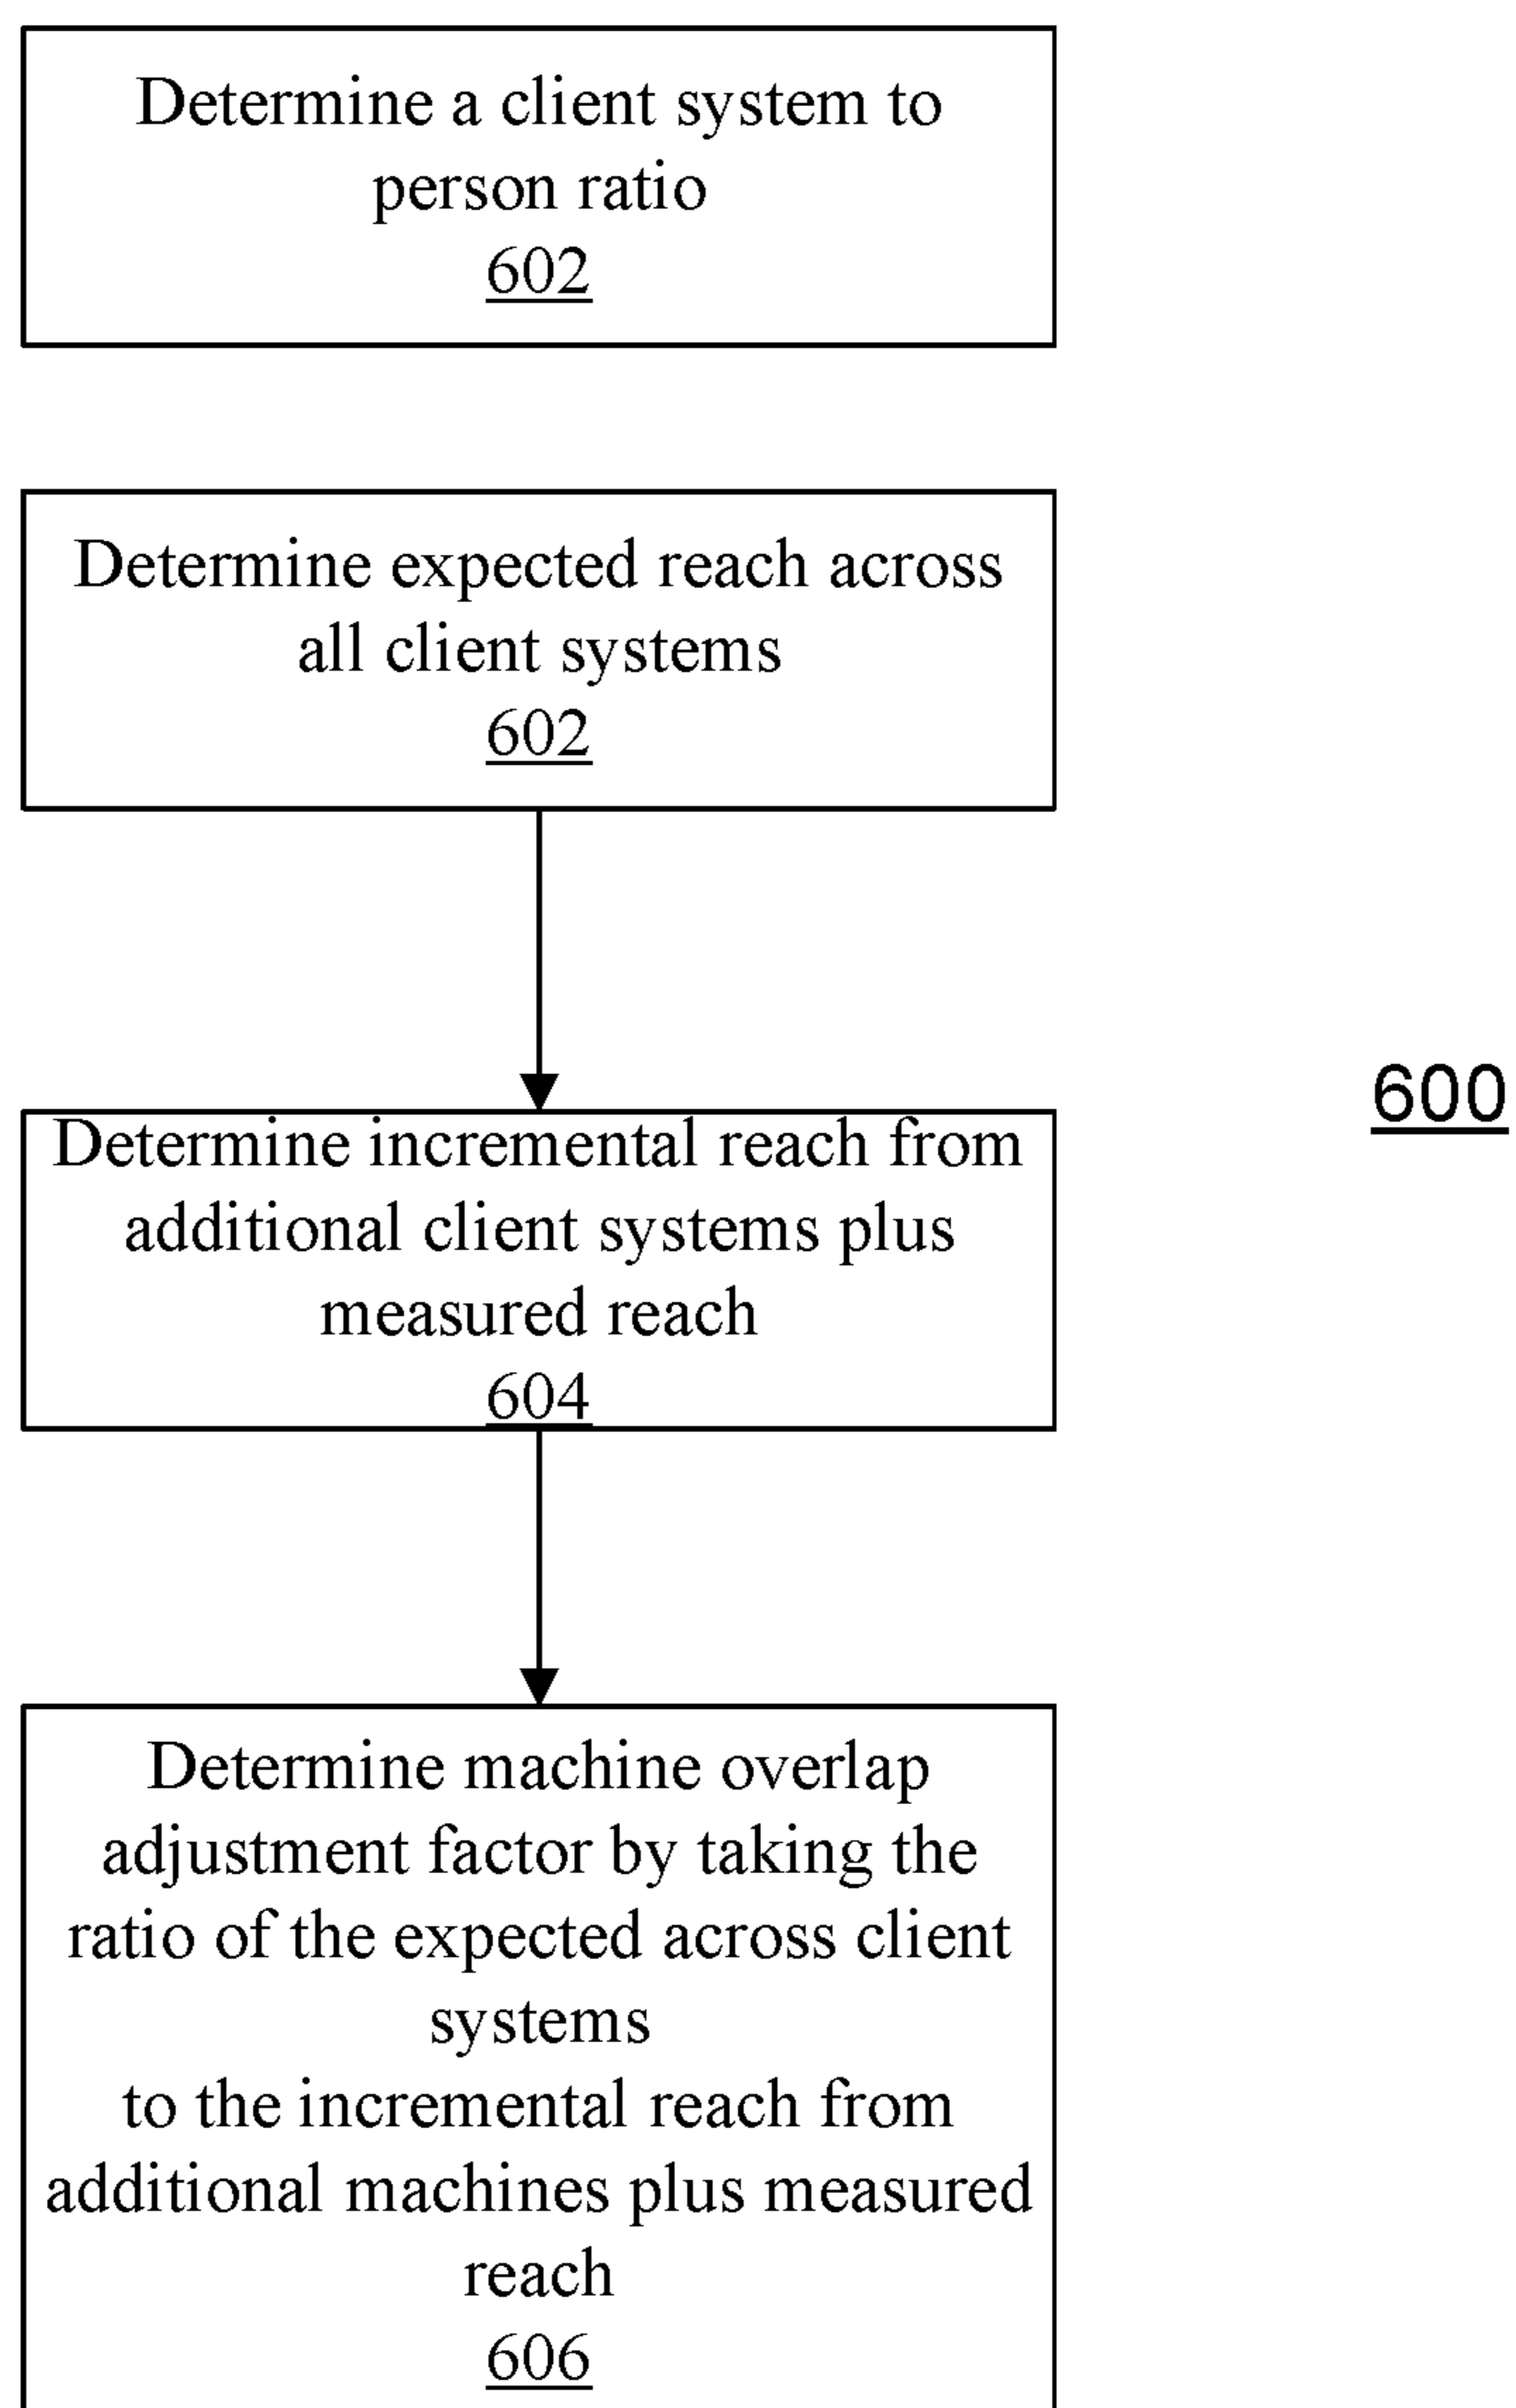 Determine a client system to
person ratio
602
Determine expected reach across
all client systems
602
Determine incremental reach from
additional client systems plus
measured reach
604
600
Determine machine overlap
adjustment factor by taking the
ratio of the expected across client
systems
to the incremental reach from
additional machines plus measured
reach
606